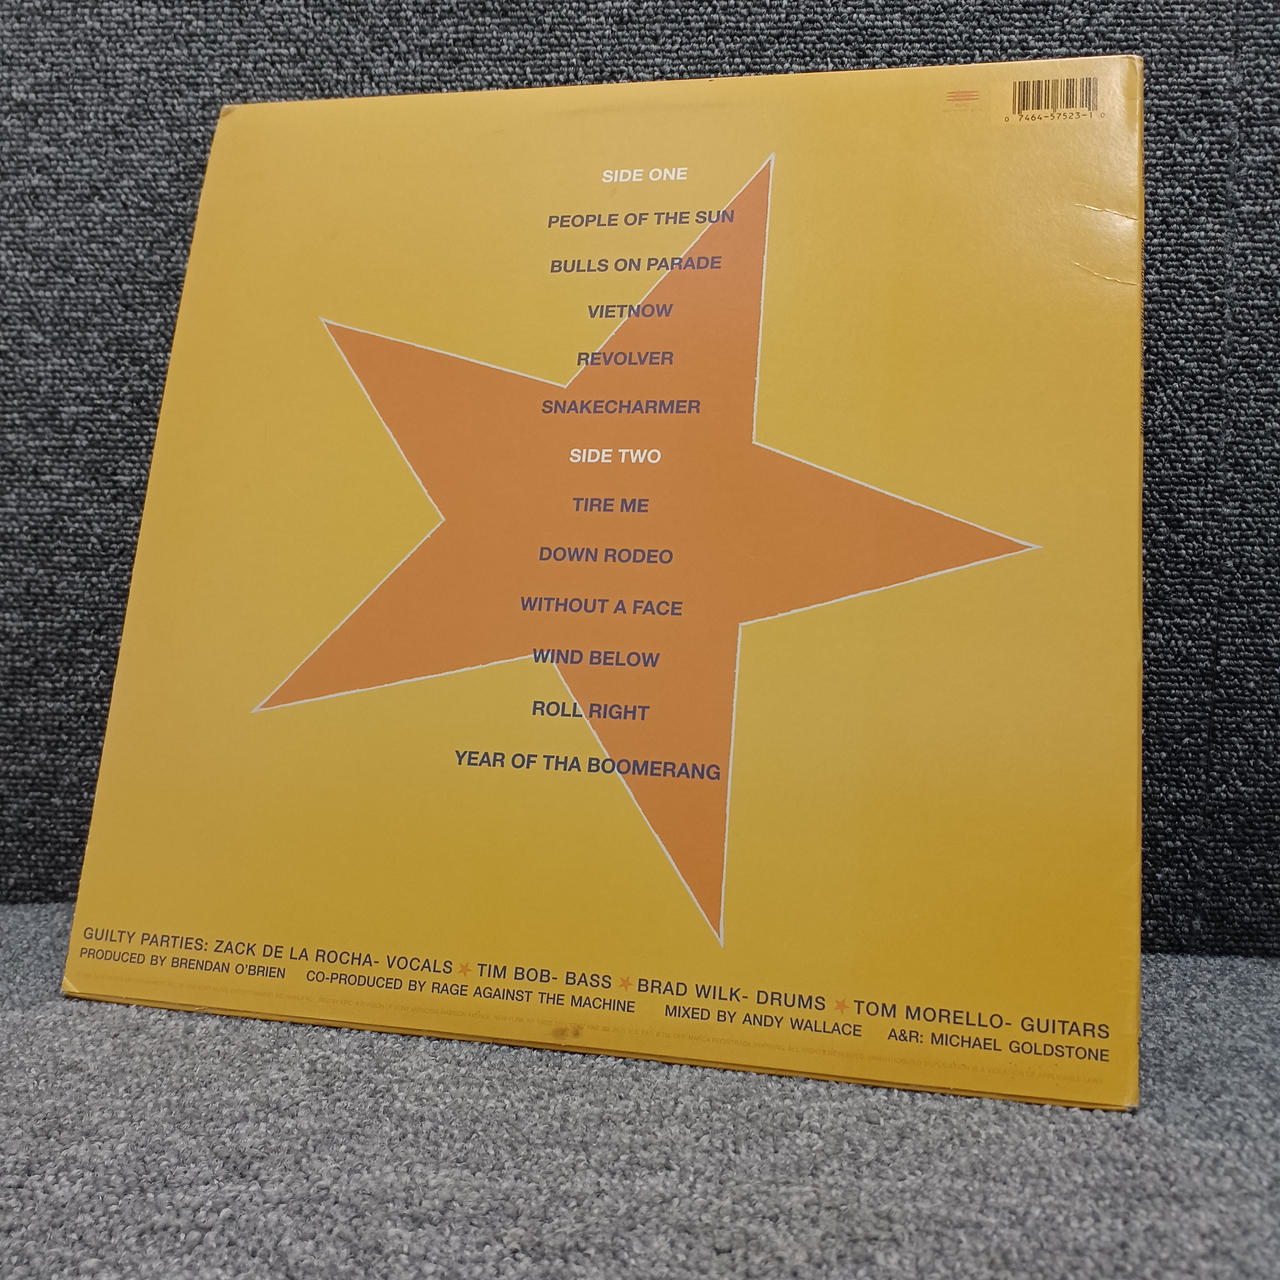 0 7464-57523-1 0
SIDE ONE
PEOPLE OF THE SUN
BULLS ON PARADE
VIETNOW
REVOLVER
SNAKECHARMER
SIDE TWO
TIRE ME
DOWN RODEO
WITHOUT A FACE
WIND BELOW
ROLL RIGHT
YEAR OF THA BOOMERANG
GUILTY PARTIES: ZACK DE LA ROCHA- VOCALS ★ TIM BOB- BASS ★ BRAD WILK- DRUMS ★ TOM MORELLO- GUITARS
PRODUCED BY BRENDAN O'BRIEN CO-PRODUCED BY RAGE AGAINST THE MACHINE MIXED BY ANDY WALLACE A&R: MICHAEL GOLDSTONE